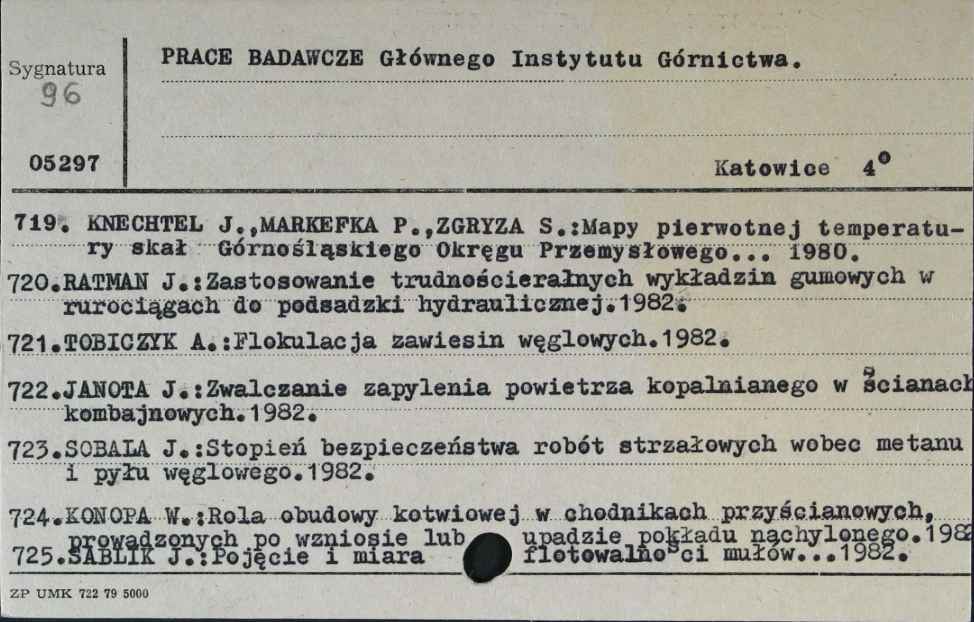 PRACE BADAWCZE Głównego Instytutu Górnictwa.
Sygnatura
96
05297
Katowice 4°
719. KNECHTEL J.,MARKEFKA P.,ZGRYZA S.:Mapy pierwotnej temperatu-
ry skał Górnośląskiego Okręgu Przemysłowego... 1980.
720.RATMAN J.:Zastosowanie trudnościeralnych wykładzin gumowych w
rurociągach do podsadzki hydraulicznej.1982.
721.TOBICZYK A.:Flokulacja zawiesin węglowych.1982.
722.JANOTA J.:Zwalczanie zapylenia powietrza kopalnianego w ścianach
kombajnowych.1982.
723.SOBALA J.:Stopień bezpieczeństwa robót strzałowych wobec metanu
i pyłu węglowego.1982.
724.KONOPA W.:Rola obudowy kotwiowej w chodnikach przyścianowych,
prowadzonych po wzniosie lub upadzie pokładu nachylonego.198
725.SABLIK J.:Pojęcie i miara flotowalności mułów...1982.
ZP UMK 722 79 5000